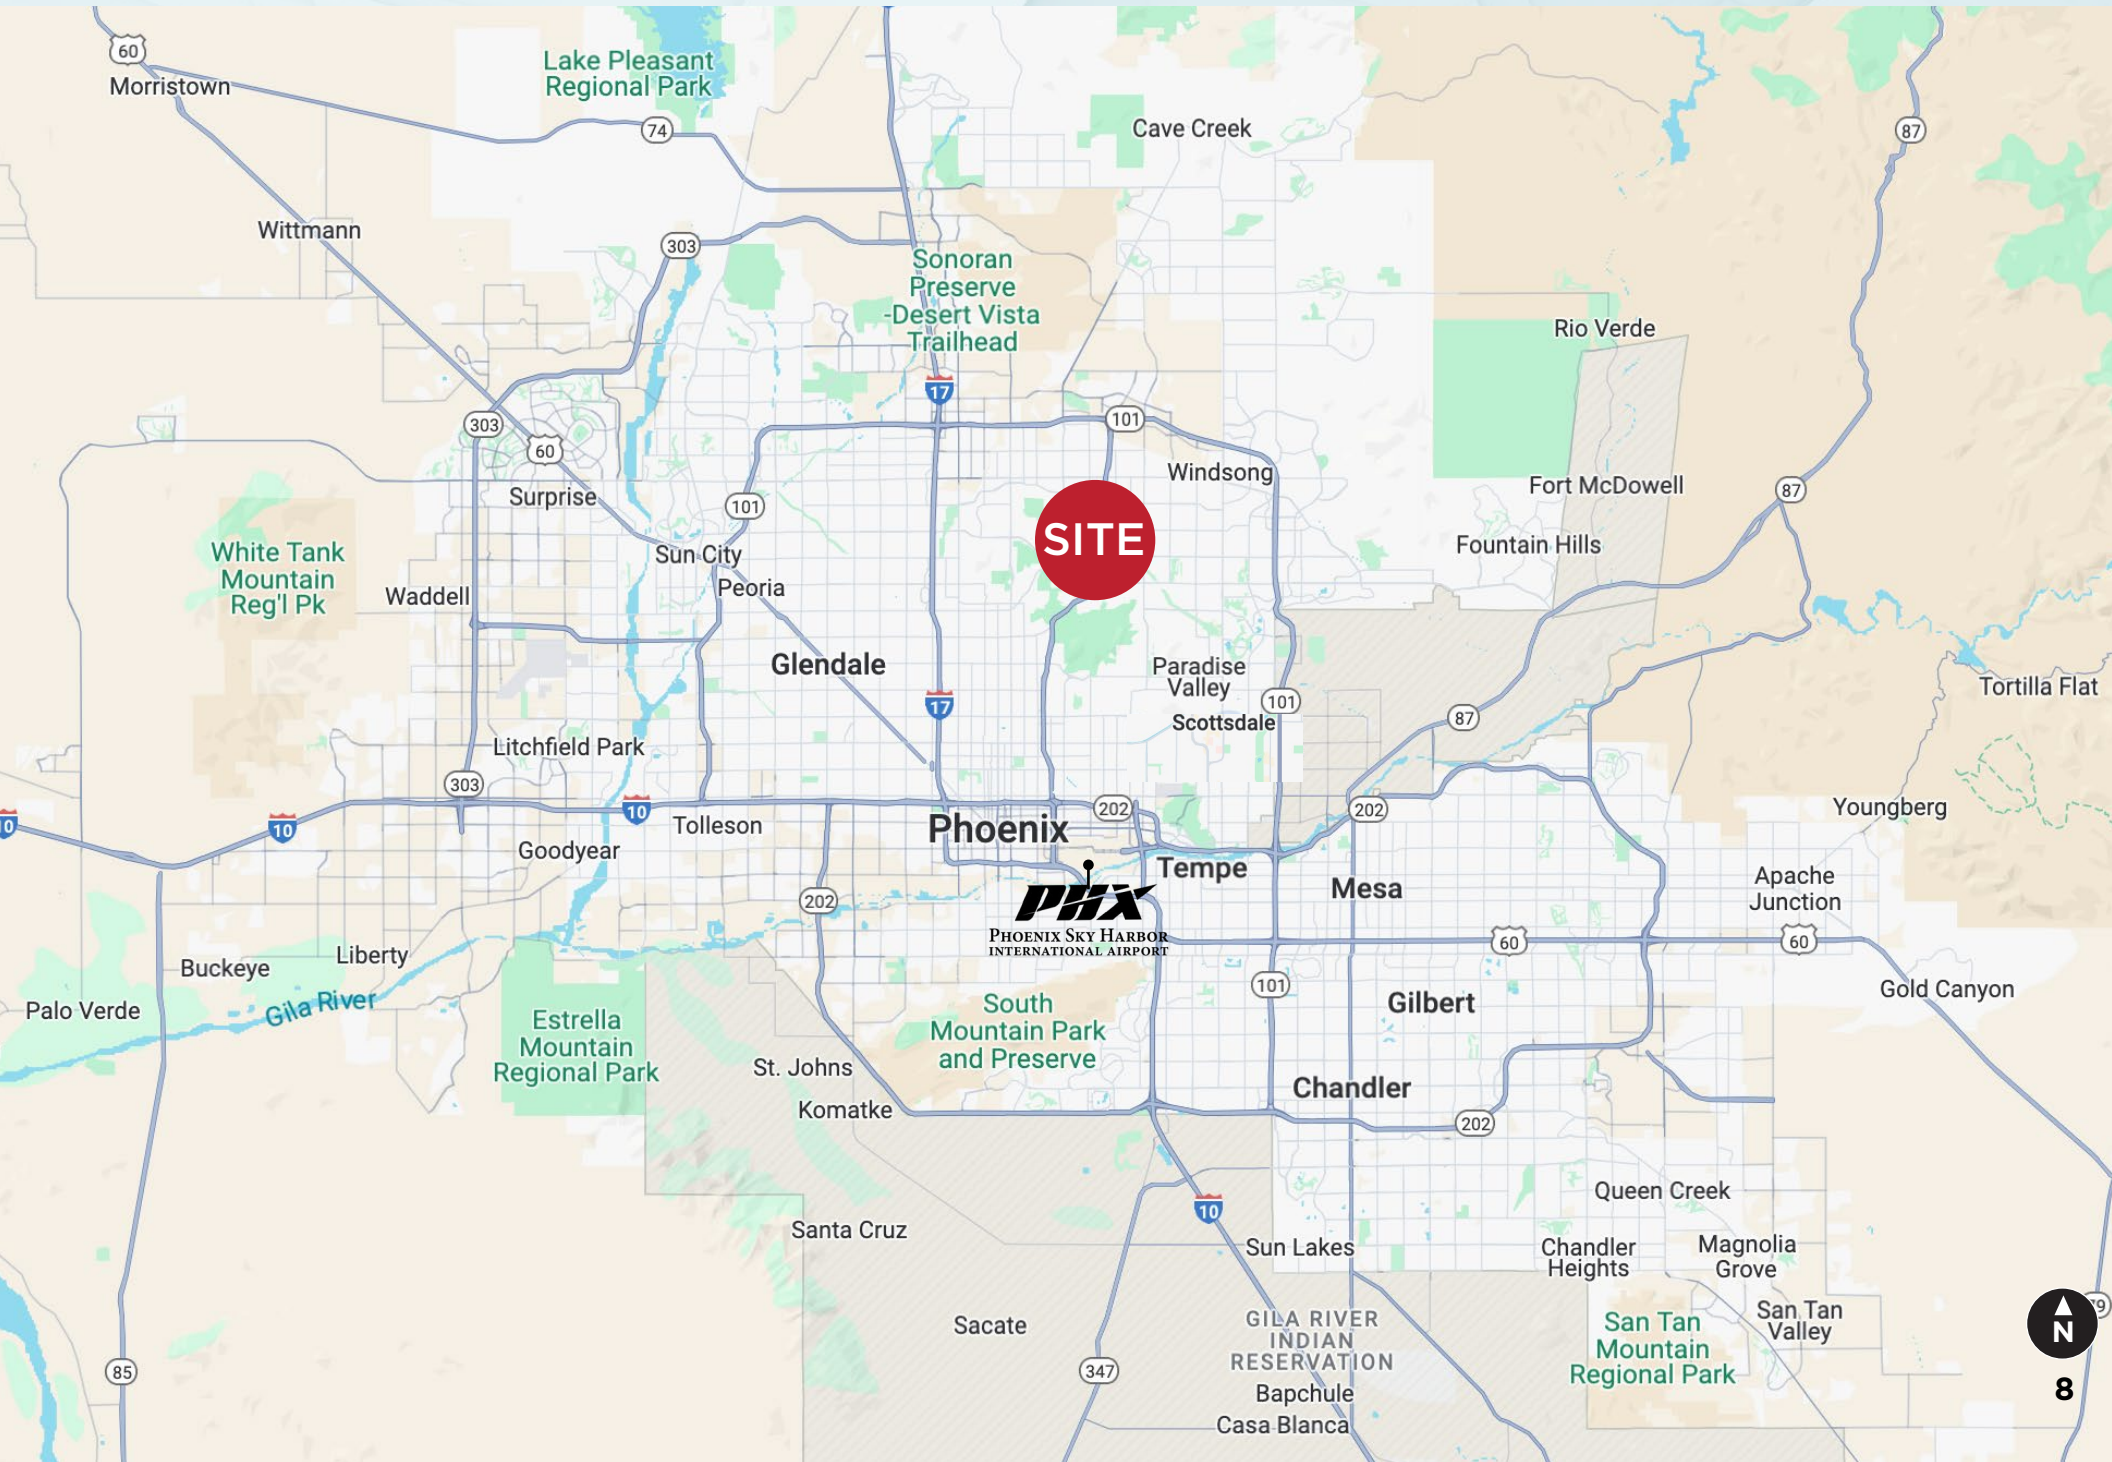 60
Morristown
Lake Pleasant
Regional Park
74
Cave Creek
87
Wittmann
303
Sonoran
Preserve
-Desert Vista
Trailhead
Rio Verde
17
101
303
60
Surprise
101
Windsong
Fort McDowell
87
SITE
White Tank
Mountain
Reg'l Pk
Sun City
Fountain Hills
Waddell
Peoria
Glendale
Paradise
Valley
Scottsdale
101
17
87
Tortilla Flat
Litchfield Park
303
10
10
10
Tolleson
Phoenix
202
202
Youngberg
Goodyear
Tempe
Mesa
Apache
Junction
202
PHX
PHOENIX SKY HARBOR
INTERNATIONAL AIRPORT
60
60
Liberty
Buckeye
Palo Verde
Gila River
101
Gilbert
Gold Canyon
Estrella
Mountain
Regional Park
South
Mountain Park
and Preserve
St. Johns
Komatke
Chandler
202
Queen Creek
10
Santa Cruz
Sun Lakes
Chandler
Heights
Magnolia
Grove
Sacate
GILA RIVER
INDIAN
RESERVATION
San Tan
Mountain
Regional Park
San Tan
Valley
N
85
347
Bapchule
Casa Blanca
8